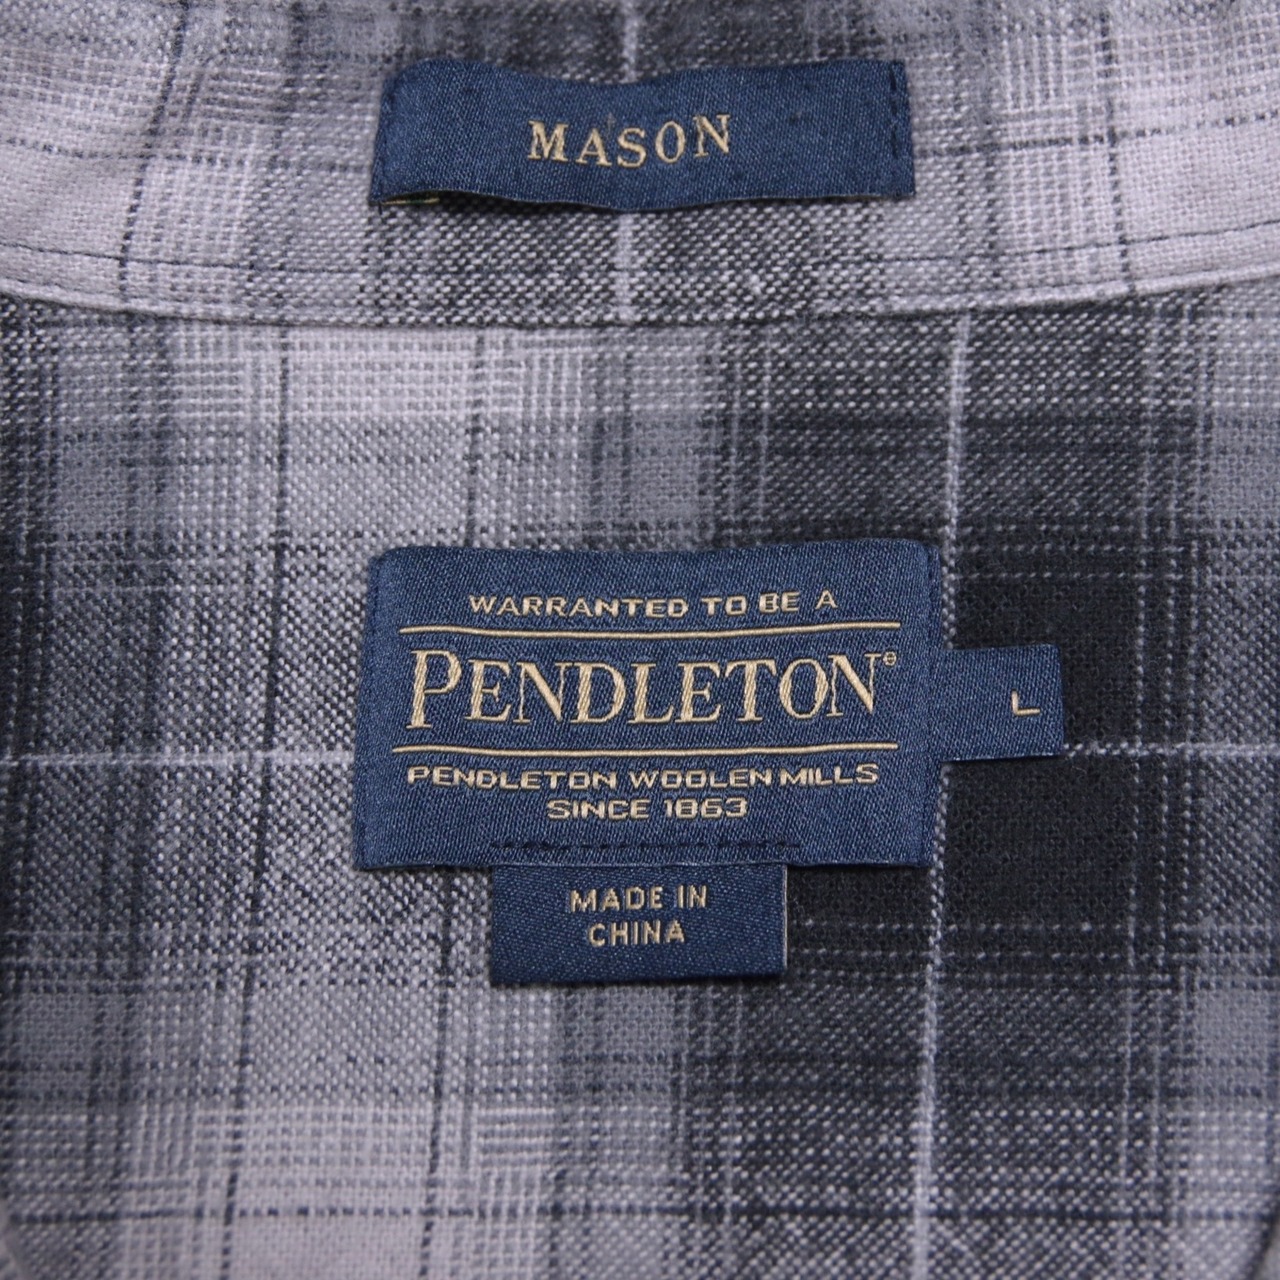 MASON
WARRANTED TO BE A
PENDLETON®
L
PENDLETON WOOLEN MILLS
SINCE 1863
MADE IN
CHINA